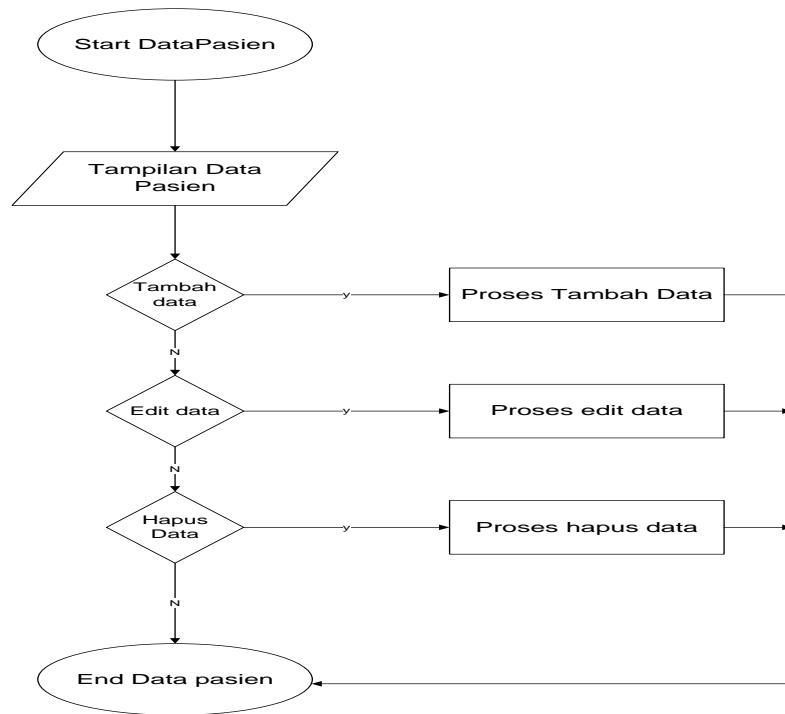 Start DataPasien
Tampilan Data
Pasien
Tambah
data
y
Proses Tambah Data
N
Edit data
y
Proses edit data
N
Hapus
Data
y
Proses hapus data
N
End Data pasien